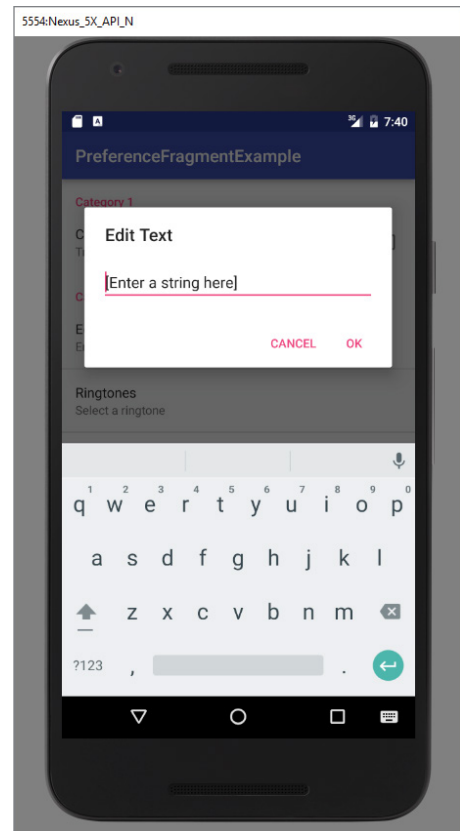 5554:Nexus_5X_API_N
A 3G 7:40
PreferenceFragmentExample
Category 1
C
T
Edit Text
[Enter a string here]
C
E
E
CANCEL OK
Ringtones
Select a ringtone
1 2 3 4 5 6 7 8 9 0
q w e r t y u i o p
a s d f g h j k l
z x c v b n m
?123 , .